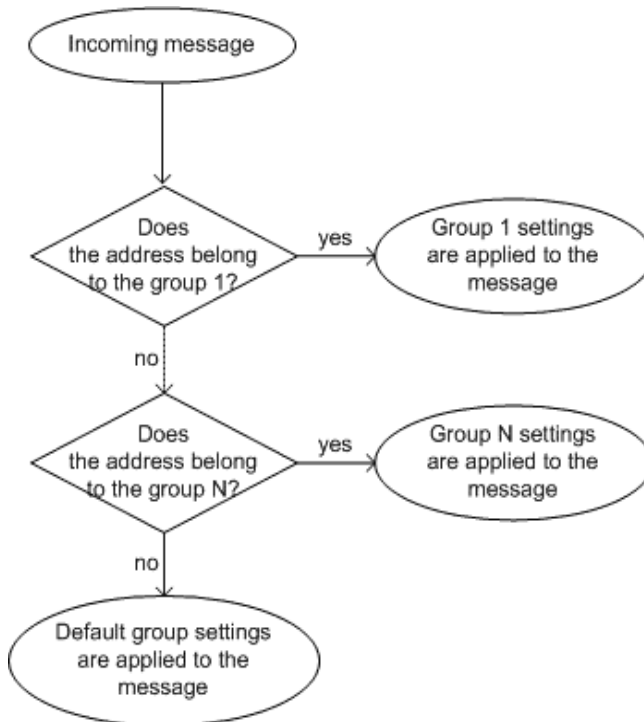 Incoming message
Does
the address belong
to the group 1?
yes
Group 1 settings
are applied to the
message
no
Does
the address belong
to the group N?
yes
Group N settings
are applied to the
message
no
Default group settings
are applied to the
message